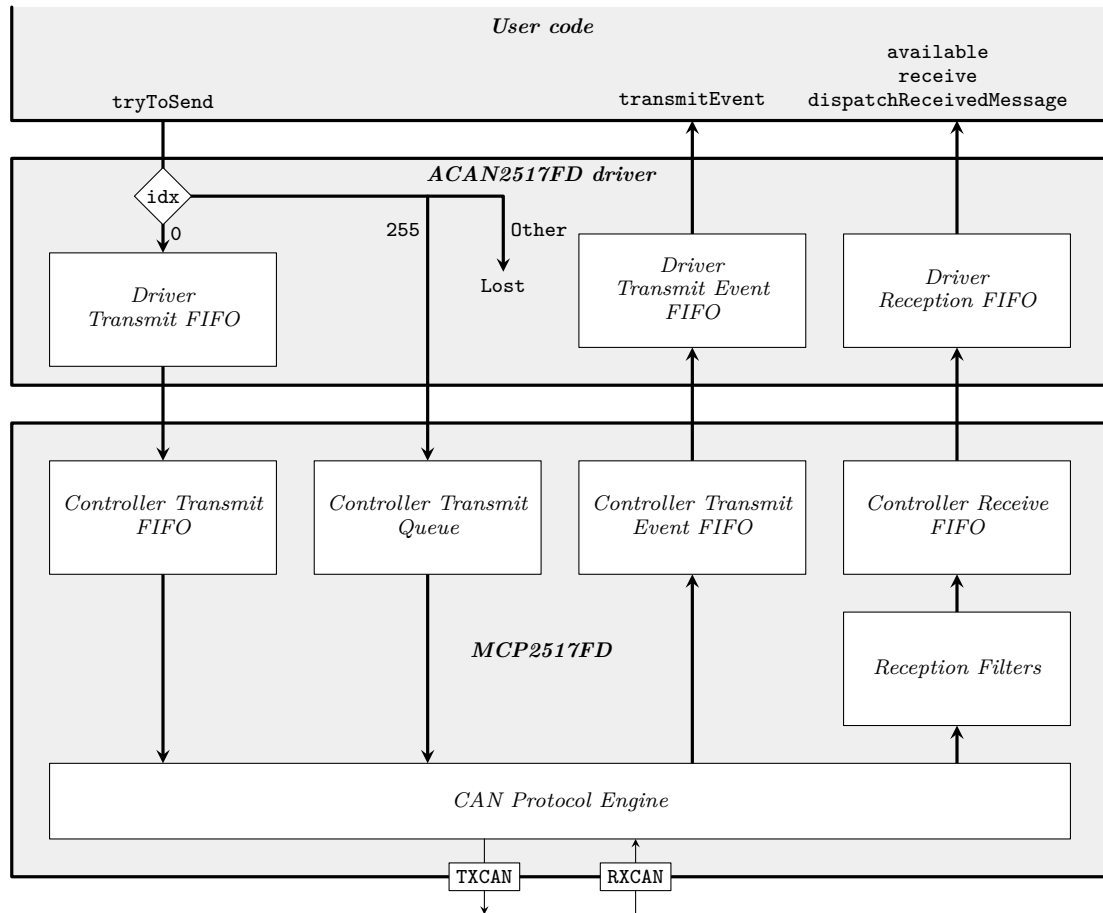 User code
available
receive
tryToSend
transmitEvent
dispatchReceivedMessage
ACAN2517FD driver
idx
0
255
Other
Lost
Driver
Transmit FIFO
Driver
Transmit Event
FIFO
Driver
Reception FIFO
Controller Transmit
FIFO
Controller Transmit
Queue
Controller Transmit
Event FIFO
Controller Receive
FIFO
MCP2517FD
Reception Filters
CAN Protocol Engine
TXCAN
RXCAN